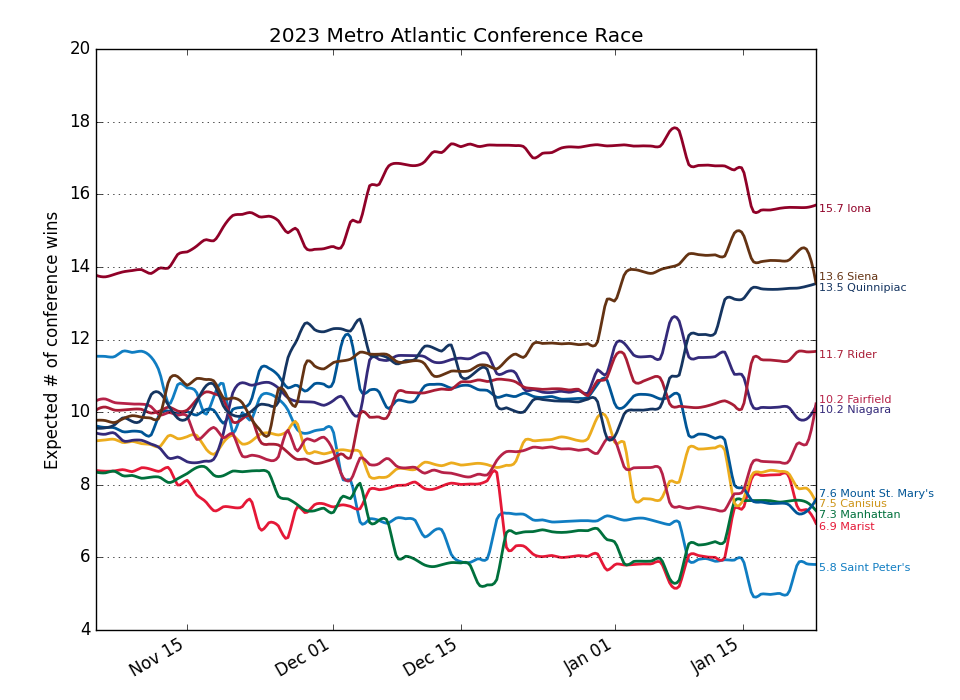 2023 Metro Atlantic Conference Race
Expected # of conference wins
20
18
16
14
12
10
8
6
4
15.7 Iona
13.6 Siena
13.5 Quinnipiac
11.7 Rider
10.2 Fairfield
10.2 Niagara
7.6 Mount St. Mary's
7.5 Canisius
7.3 Manhattan
6.9 Marist
5.8 Saint Peter's
Nov 15
Dec 01
Dec 15
Jan 01
Jan 15